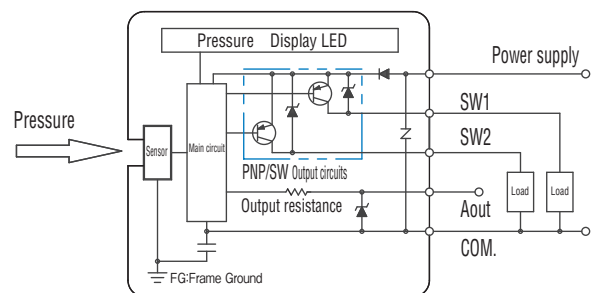 Pressure Display LED
Power supply
Pressure
SW1
SW2
Sensor
Main circuit
PNP/SW Output circuits
Load
Load
Output resistance
Aout
COM.
FG:Frame Ground